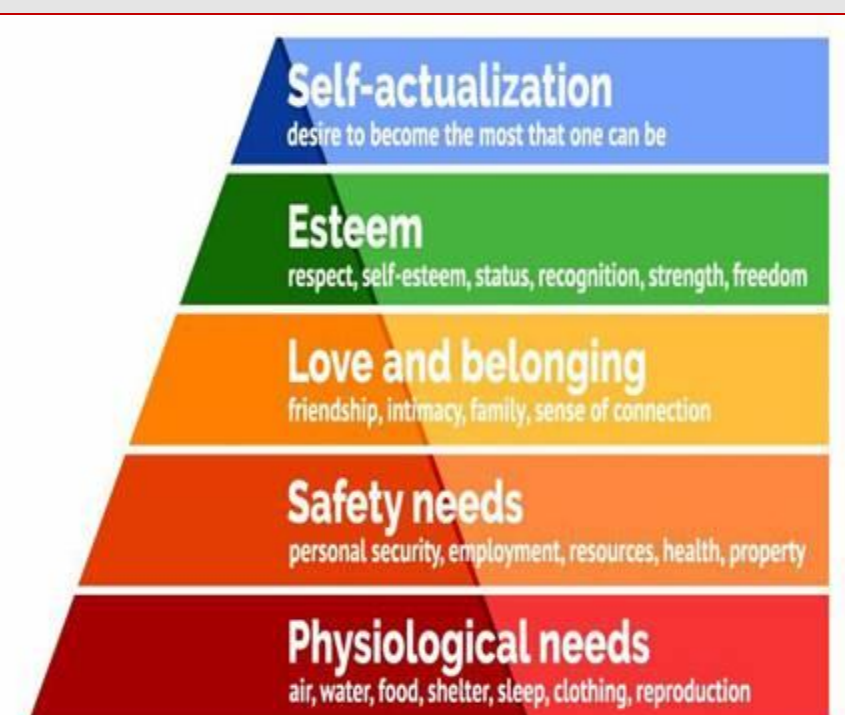 Self-actualization
desire to become the most that one can be
Esteem
respect, self-esteem, status, recognition, strength, freedom
Love and belonging
friendship, intimacy, family, sense of connection
Safety needs
personal security, employment, resources, health, property
Physiological needs
air, water, food, shelter, sleep, clothing, reproduction